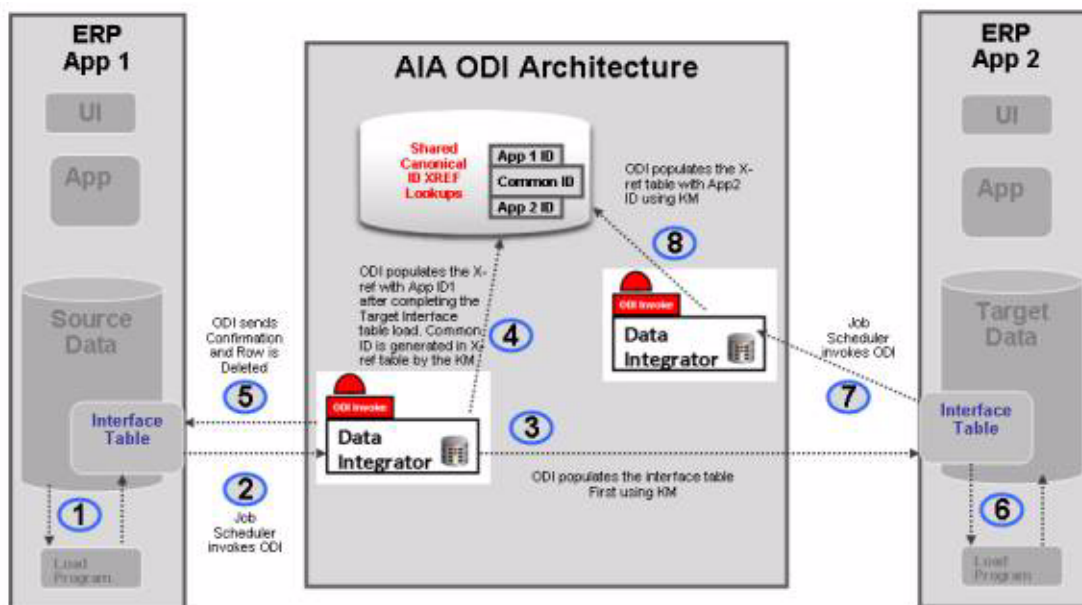 ERP
App 1
UI
App
Source
Data
Interface
Table
1
Load
Program
ODI sends
Confirmation
and Row is
Deleted
5
2
Job
Scheduler
invokes ODI
AIA ODI Architecture
Shared
Canonical
ID XREF
Lookups
App 1 ID
Common ID
App 2 ID
ODI populates the X-
ref table with App2
ID using KM
8
ODI populates the X-
ref with App ID1
after completing the
Target Interface
table load. Common
ID is generated in X-
ref table by the KM
4
ODI Invoke
Data
Integrator
ODI Invoke
Data
Integrator
3
ODI populates the interface table
First using KM
Job
Scheduler
invokes ODI
7
ERP
App 2
UI
App
Target
Data
Interface
Table
6
Load
Program